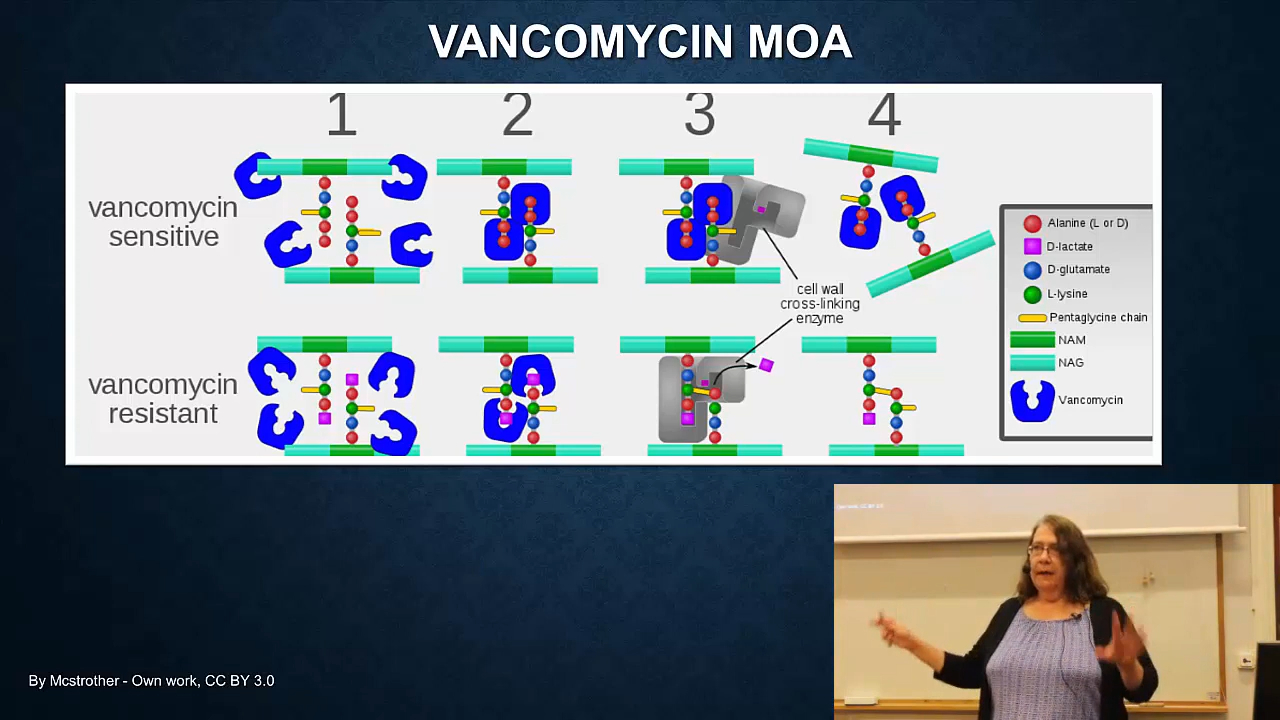 VANCOMYCIN MOA
1 2 3 4
vancomycin
sensitive
vancomycin
resistant
cell wall
cross-linking
enzyme
Alanine (L or D)
D-lactate
D-glutamate
L-lysine
Pentaglycine chain
NAM
NAG
Vancomycin
By Mcstrother - Own work, CC BY 3.0